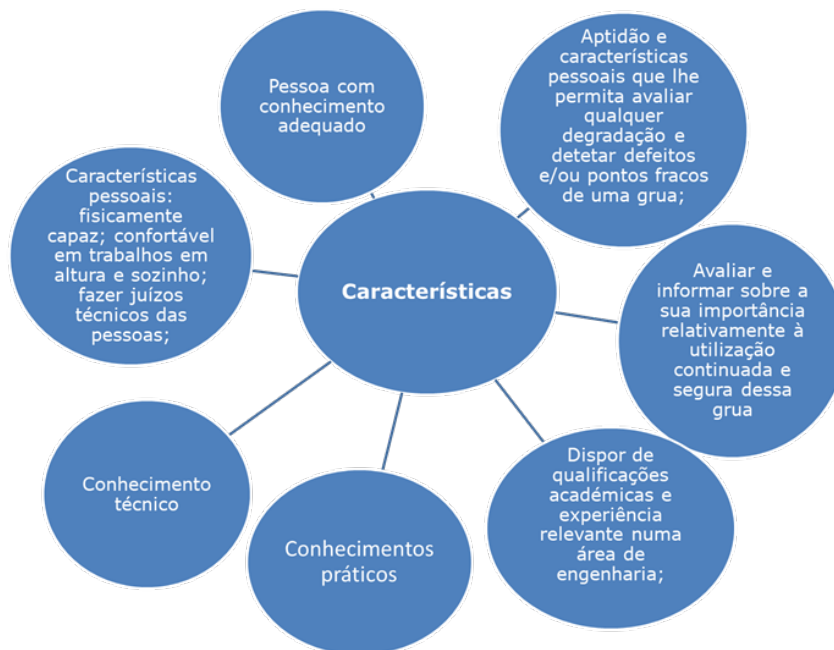 Características
Pessoa com
conhecimento
adequado
Aptidão e
características
pessoais que lhe
permita avaliar
qualquer
degradação e
detetar defeitos
e/ou pontos fracos
de uma grua;
Avaliar e
informar sobre a
sua importância
relativamente à
utilização
continuada e
segura dessa
grua
Dispor de
qualificações
académicas e
experiência
relevante numa
área de
engenharia;
Conhecimentos
práticos
Conhecimento
técnico
Características
pessoais:
fisicamente
capaz; confortável
em trabalhos em
altura e sozinho;
fazer juízos
técnicos das
pessoas;